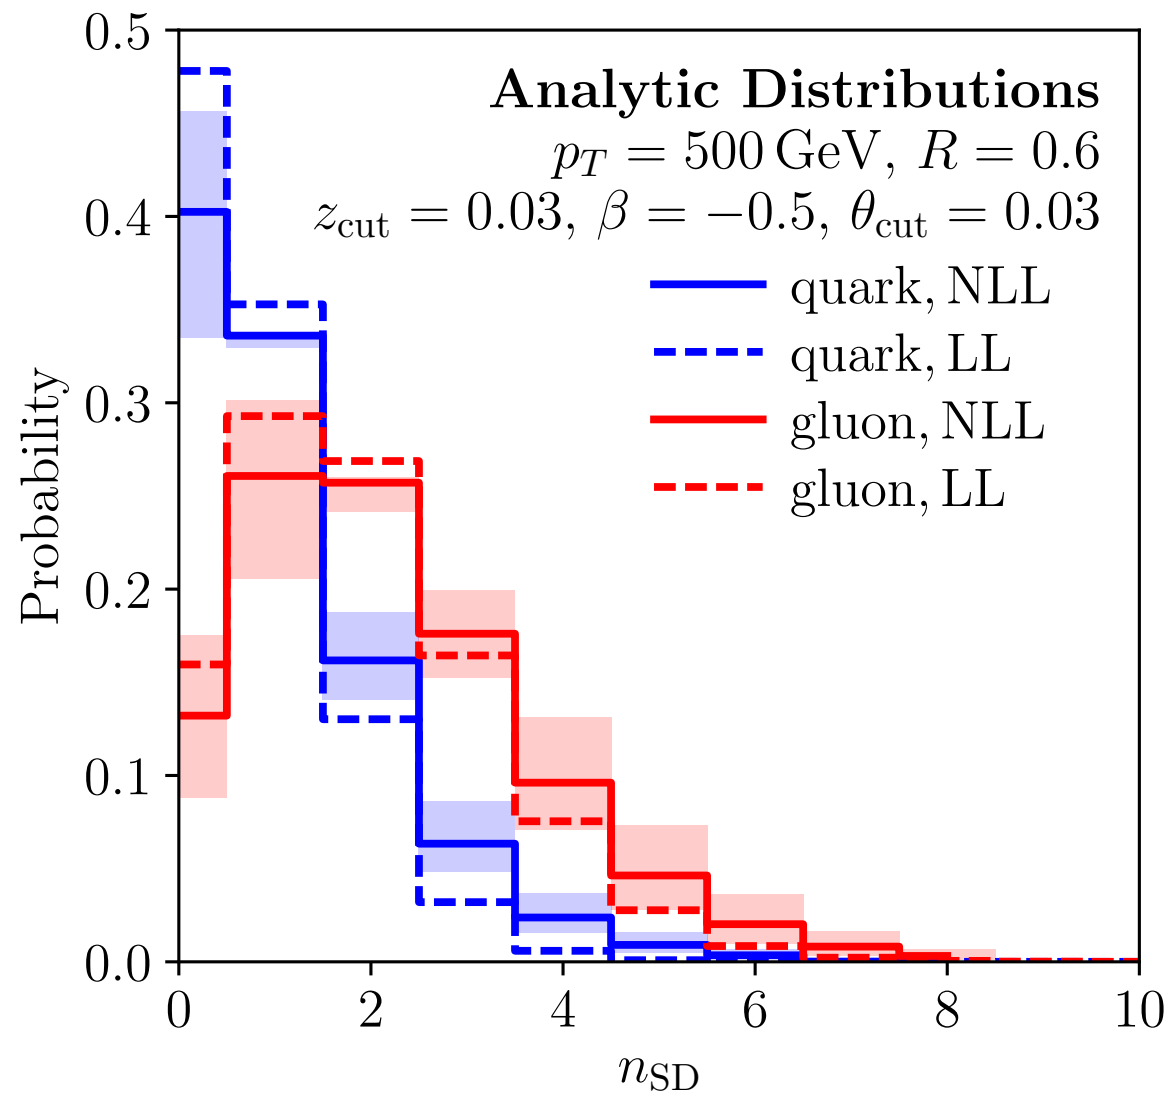 Analytic Distributions
p_T = 500 GeV, R = 0.6
z_cut = 0.03, β = −0.5, θ_cut = 0.03
quark, NLL
quark, LL
gluon, NLL
gluon, LL
Probability
0.5
0.4
0.3
0.2
0.1
0.0
0 2 4 6 8 10
n_SD